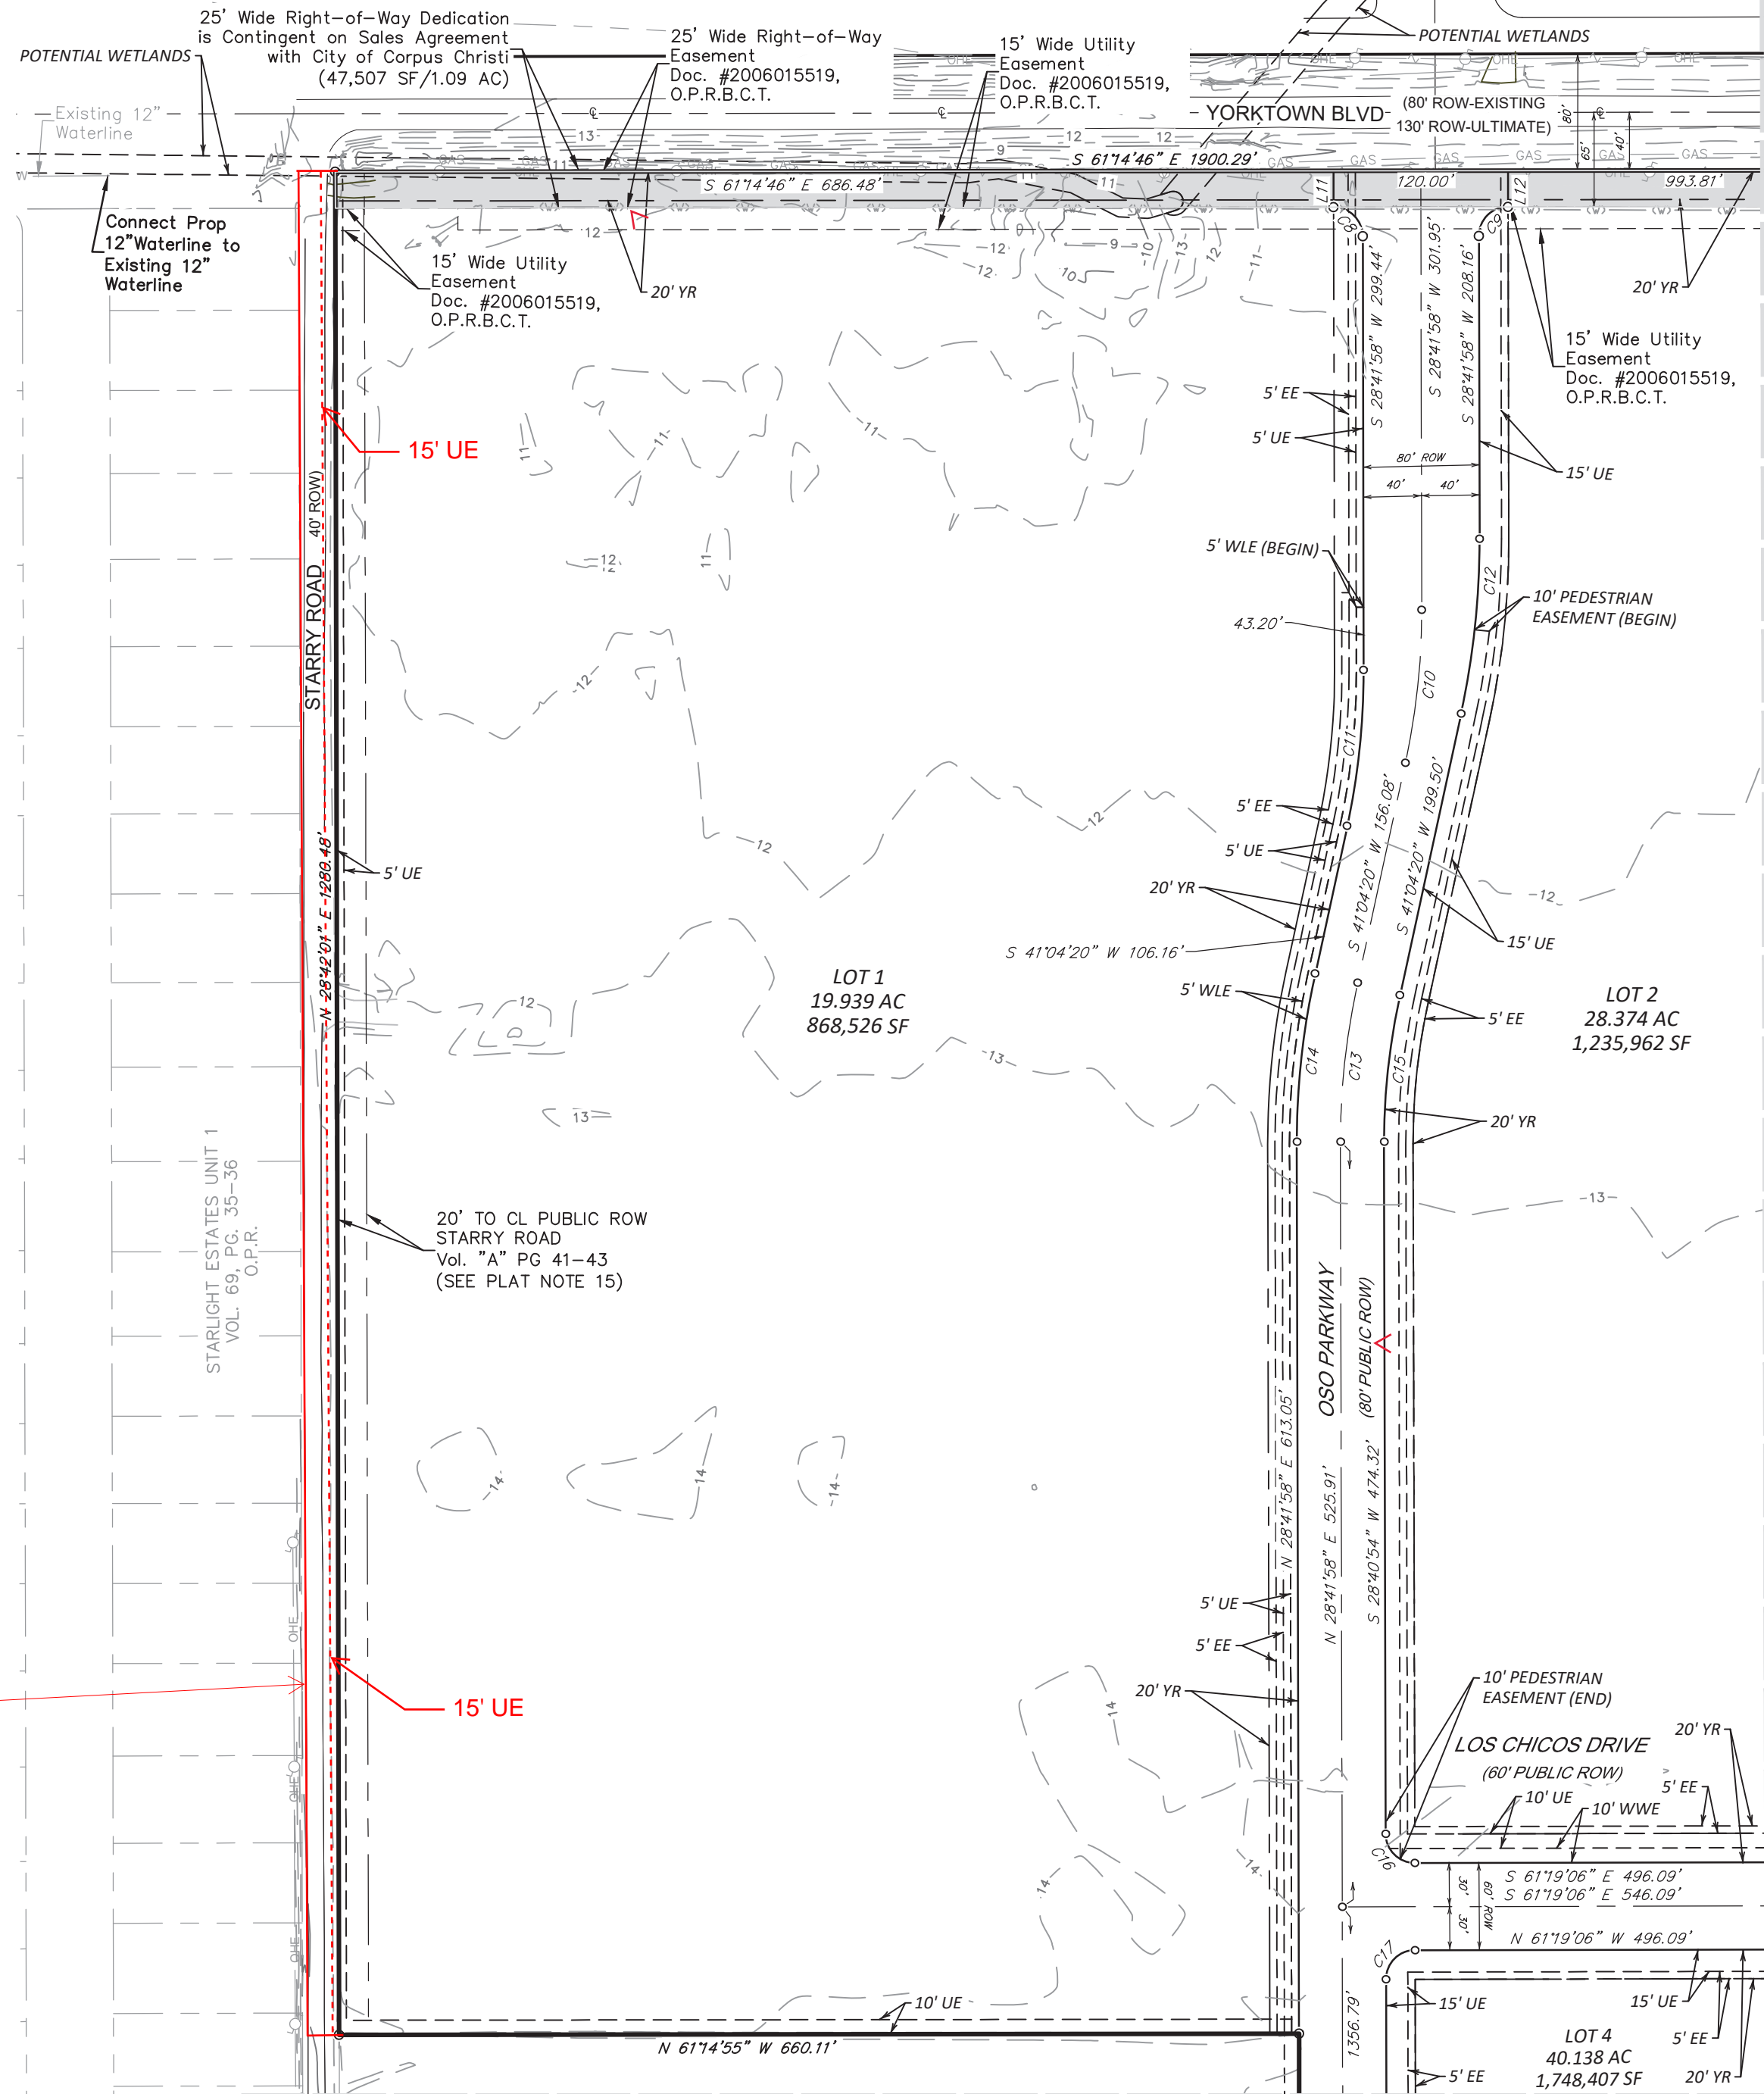 25' Wide Right-of-Way Dedication
is Contingent on Sales Agreement
with City of Corpus Christi
(47,507 SF/1.09 AC)
POTENTIAL WETLANDS
25' Wide Right-of-Way
Easement
Doc. #2006015519,
O.P.R.B.C.T.
15' Wide Utility
Easement
Doc. #2006015519,
O.P.R.B.C.T.
POTENTIAL WETLANDS
Existing 12"
Waterline
YORKTOWN BLVD
(80' ROW-EXISTING
130' ROW-ULTIMATE)
80'
65'
40'
S 61°14'46" E 1900.29'
S 61°14'46" E 686.48'
L11
120.00'
L12
993.81'
C8
C9
Connect Prop
12"Waterline to
Existing 12"
Waterline
15' Wide Utility
Easement
Doc. #2006015519,
O.P.R.B.C.T.
20' YR
20' YR
15' Wide Utility
Easement
Doc. #2006015519,
O.P.R.B.C.T.
S 28°41'58" W 299.44'
S 28°41'58" W 301.95'
S 28°41'58" W 208.16'
5' EE
5' UE
80' ROW
40'
40'
15' UE
15' UE
STARRY ROAD
40' ROW)
5' WLE (BEGIN)
43.20'
C12
10' PEDESTRIAN
EASEMENT (BEGIN)
C10
C11
5' EE
5' UE
20' YR
S 41°04'20" W 156.08'
S 41°04'20" W 199.50'
S 41°04'20" W 106.16'
15' UE
5' WLE
5' EE
N 28°42'01" E 1280.48'
5' UE
LOT 1
19.939 AC
868,526 SF
LOT 2
28.374 AC
1,235,962 SF
C14
C13
C15
20' YR
STARLIGHT ESTATES UNIT 1
VOL. 69, PG. 35-36
O.P.R.
20' TO CL PUBLIC ROW
STARRY ROAD
Vol. "A" PG 41-43
(SEE PLAT NOTE 15)
OSO PARKWAY
(80' PUBLIC ROW)
N 28°41'58" E 613.05'
N 28°41'58" E 525.91'
S 28°40'54" W 474.32'
5' UE
5' EE
20' YR
15' UE
10' PEDESTRIAN
EASEMENT (END)
LOS CHICOS DRIVE
(60' PUBLIC ROW)
20' YR
5' EE
10' UE
10' WWE
C16
S 61°19'06" E 496.09'
S 61°19'06" E 546.09'
30'
30'
60' ROW
N 61°19'06" W 496.09'
C17
10' UE
N 61°14'55" W 660.11'
1356.79'
15' UE
15' UE
5' EE
LOT 4
40.138 AC
1,748,407 SF
5' EE
20' YR